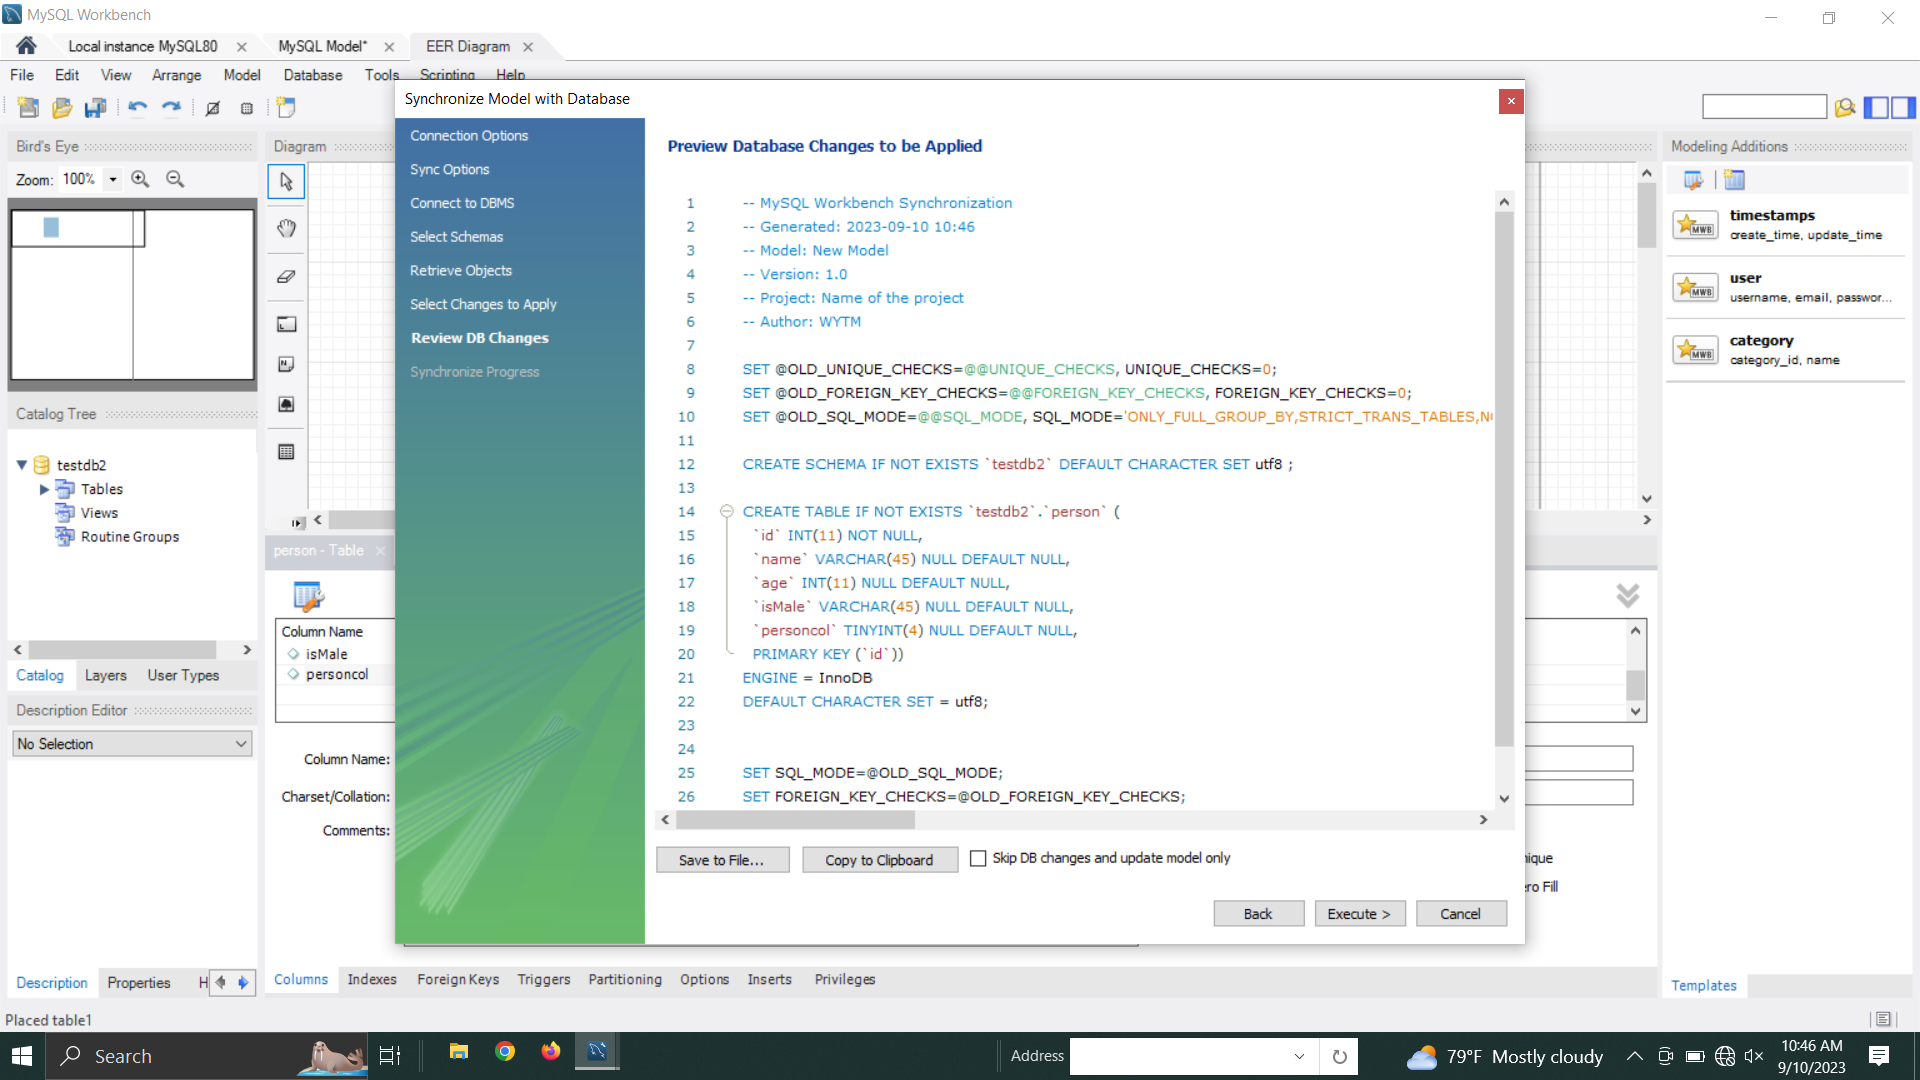 MySQL Workbench
Local instance MySQL80
MySQL Model*
EER Diagram
File Edit View Arrange Model Database Tools Scripting Help
Bird's Eye
Zoom: 100%
Catalog Tree
testdb2
Tables
Views
Routine Groups
Catalog Layers User Types
Description Editor
No Selection
Description Properties H
Placed table1
Diagram
person - Table
Column Name
isMale
personcol
Column Name:
Charset/Collation:
Comments:
Columns Indexes Foreign Keys Triggers Partitioning Options Inserts Privileges
Synchronize Model with Database
Connection Options
Sync Options
Connect to DBMS
Select Schemas
Retrieve Objects
Select Changes to Apply
Review DB Changes
Synchronize Progress
Preview Database Changes to be Applied
1 -- MySQL Workbench Synchronization
2 -- Generated: 2023-09-10 10:46
3 -- Model: New Model
4 -- Version: 1.0
5 -- Project: Name of the project
6 -- Author: WYTM
7
8 SET @OLD_UNIQUE_CHECKS=@@UNIQUE_CHECKS, UNIQUE_CHECKS=0;
9 SET @OLD_FOREIGN_KEY_CHECKS=@@FOREIGN_KEY_CHECKS, FOREIGN_KEY_CHECKS=0;
10 SET @OLD_SQL_MODE=@@SQL_MODE, SQL_MODE='ONLY_FULL_GROUP_BY,STRICT_TRANS_TABLES,NO
11
12 CREATE SCHEMA IF NOT EXISTS `testdb2` DEFAULT CHARACTER SET utf8 ;
13
14 CREATE TABLE IF NOT EXISTS `testdb2`.`person` (
15 `id` INT(11) NOT NULL,
16 `name` VARCHAR(45) NULL DEFAULT NULL,
17 `age` INT(11) NULL DEFAULT NULL,
18 `isMale` VARCHAR(45) NULL DEFAULT NULL,
19 `personcol` TINYINT(4) NULL DEFAULT NULL,
20 PRIMARY KEY (`id`))
21 ENGINE = InnoDB
22 DEFAULT CHARACTER SET = utf8;
23
24
25 SET SQL_MODE=@OLD_SQL_MODE;
26 SET FOREIGN_KEY_CHECKS=@OLD_FOREIGN_KEY_CHECKS;
Save to File...
Copy to Clipboard
Skip DB changes and update model only
Back
Execute >
Cancel
ique
ro Fill
Modeling Additions
MWB
timestamps
create_time, update_time
MWB
user
username, email, passwor...
MWB
category
category_id, name
Templates
Search
Address
79°F Mostly cloudy
10:46 AM
9/10/2023